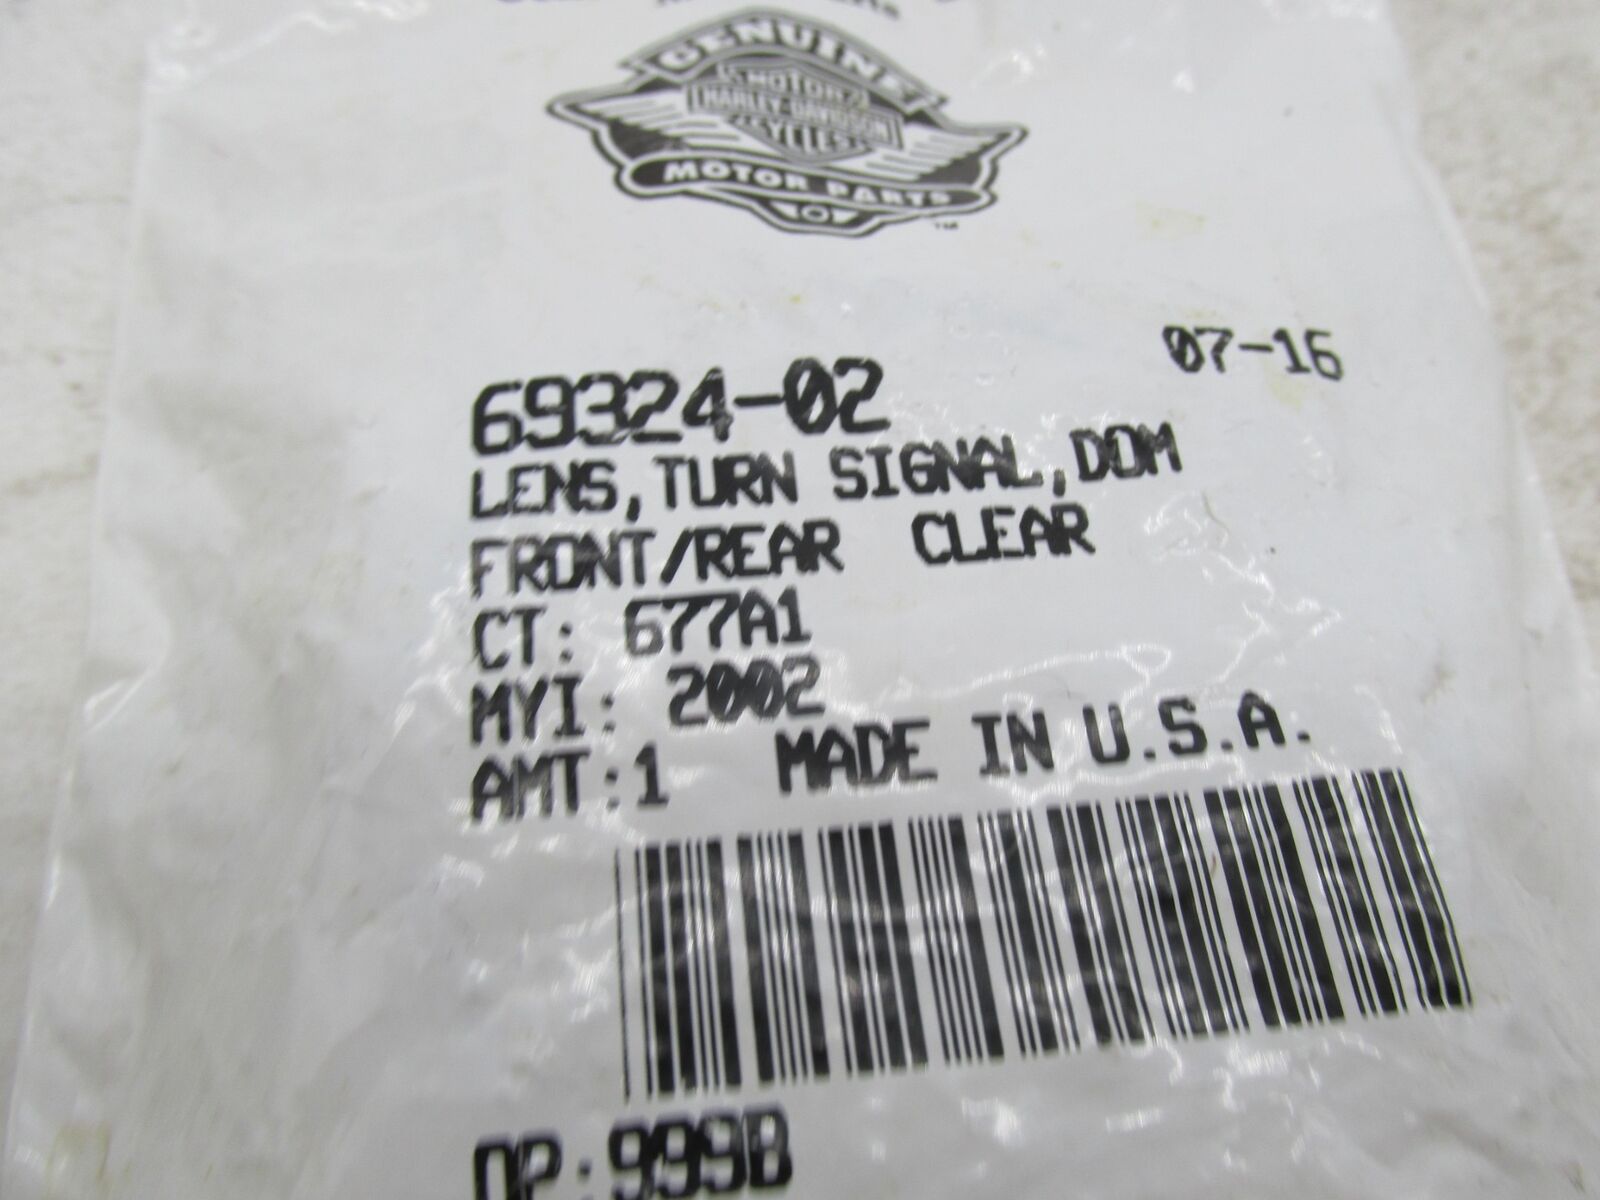 GENUINE
MOTOR
HARLEY-DAVIDSON
CYCLES
MOTOR PARTS
™
07-16
69324-02
LENS,TURN SIGNAL,DOM
FRONT/REAR CLEAR
CT: 677A1
MYI: 2002
AMT:1 MADE IN U.S.A.
OP:999B